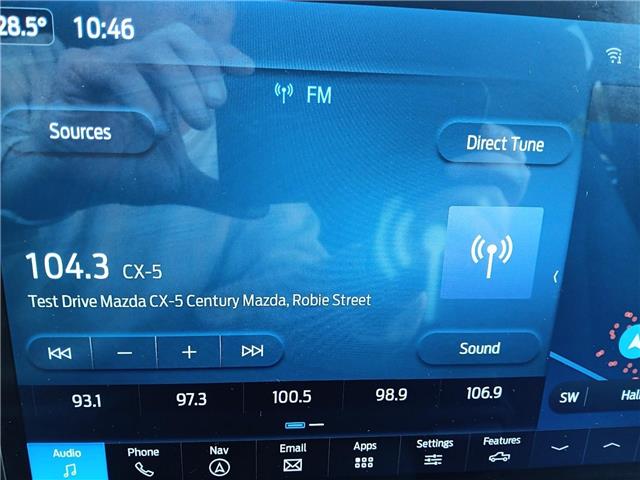 28.5° 10:46
FM
Sources
Direct Tune
104.3 CX-5
Test Drive Mazda CX-5 Century Mazda, Robie Street
Sound
93.1 97.3 100.5 98.9 106.9
SW Hali
Audio Phone Nav Email Apps Settings Features